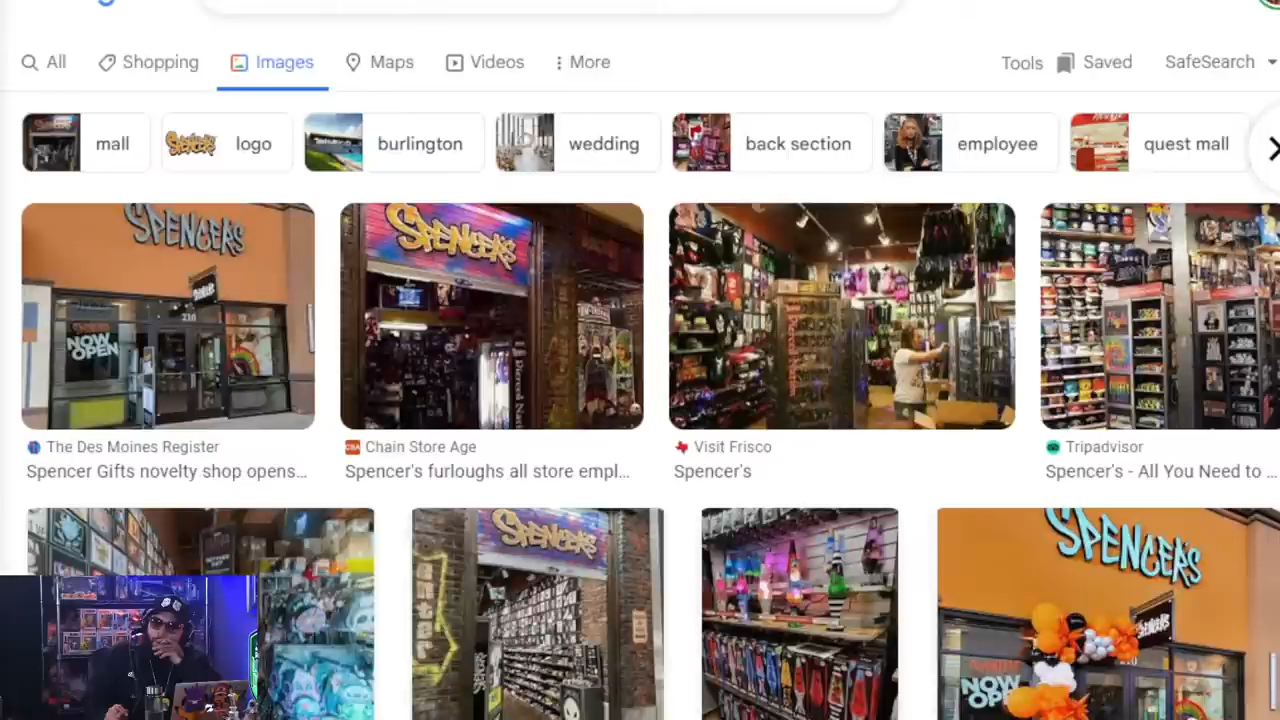 All
Shopping
Images
Maps
Videos
More
Tools
Saved
SafeSearch
mall
logo
burlington
wedding
back section
employee
quest mall
SPENCERS
210
NOW
OPEN
SPENCERS
The Des Moines Register
Chain Store Age
Visit Frisco
Tripadvisor
Spencer Gifts novelty shop opens...
Spencer's furloughs all store empl...
Spencer's
Spencer's - All You Need to ...
SPENCERS
SPENCERS
NOW